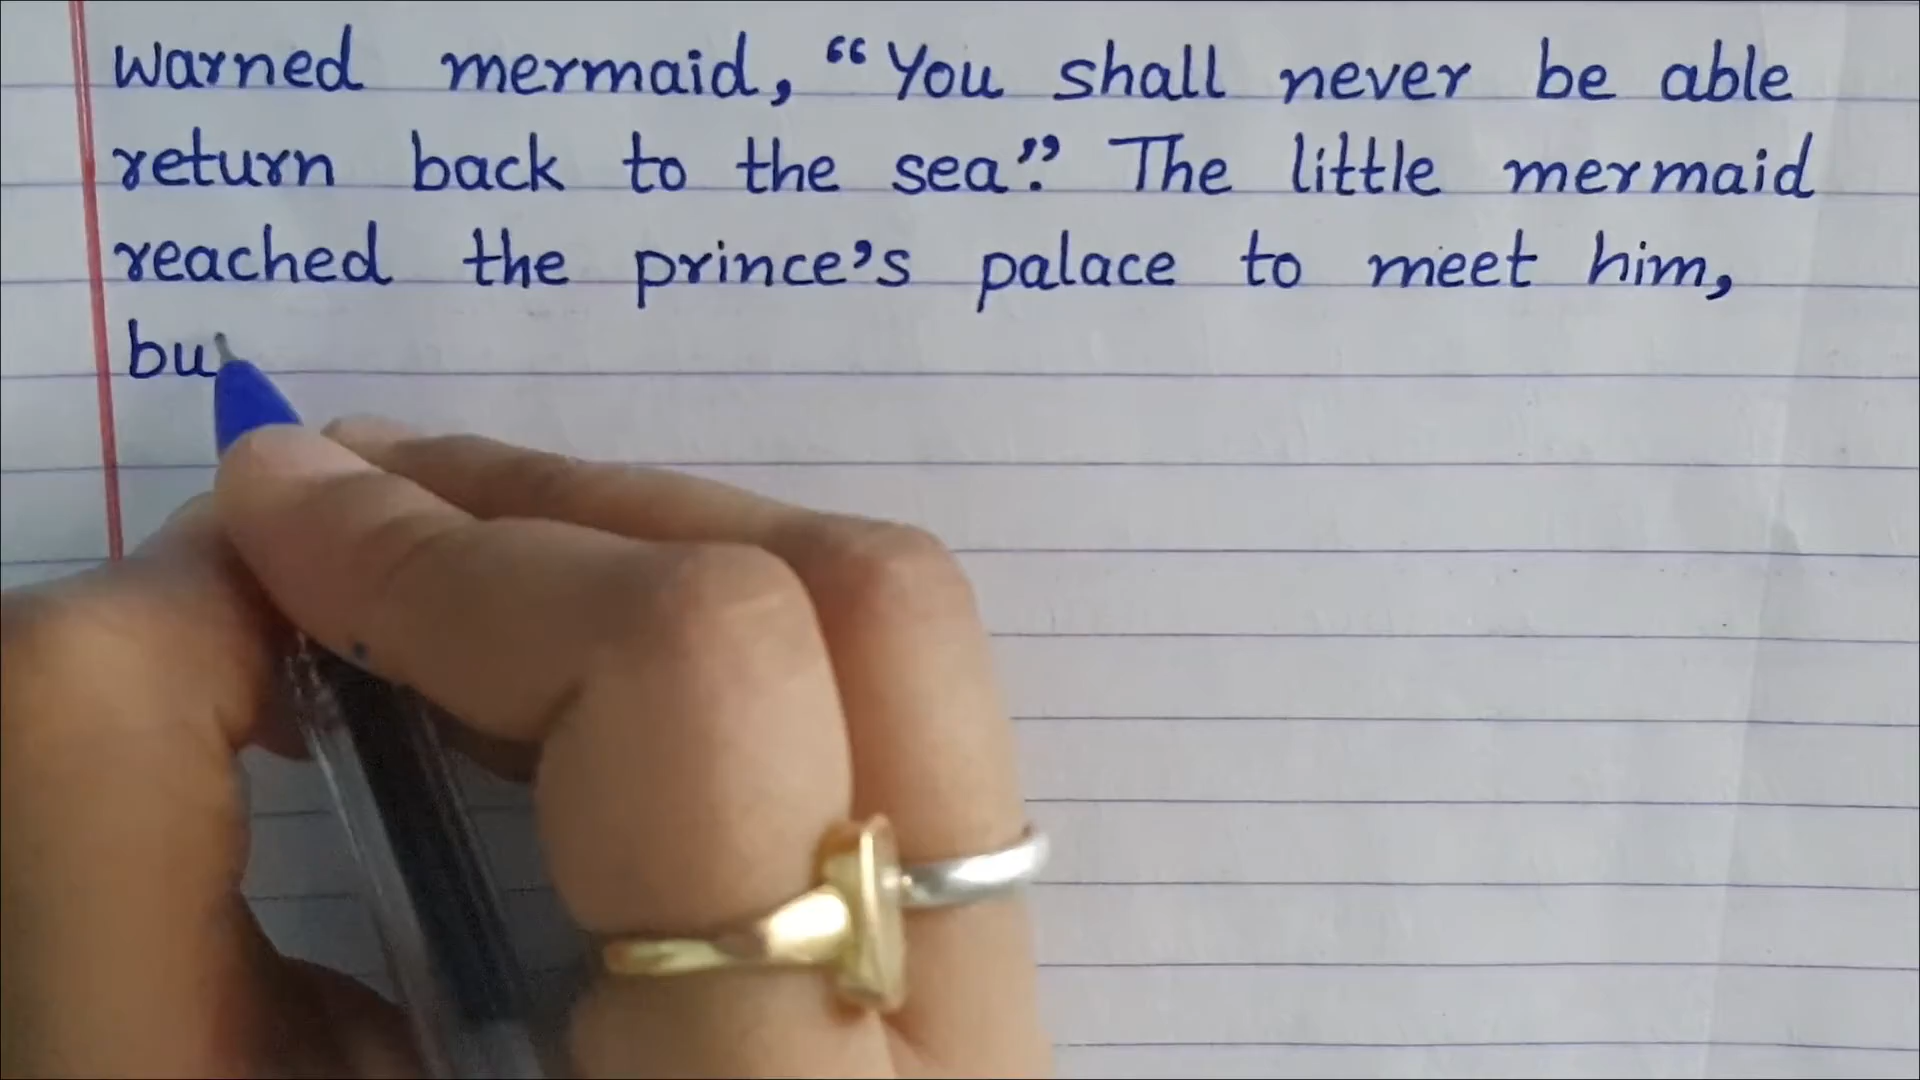 warned mermaid, “You shall never be able
return back to the sea”. The little mermaid
reached the prince’s palace to meet him,
bu